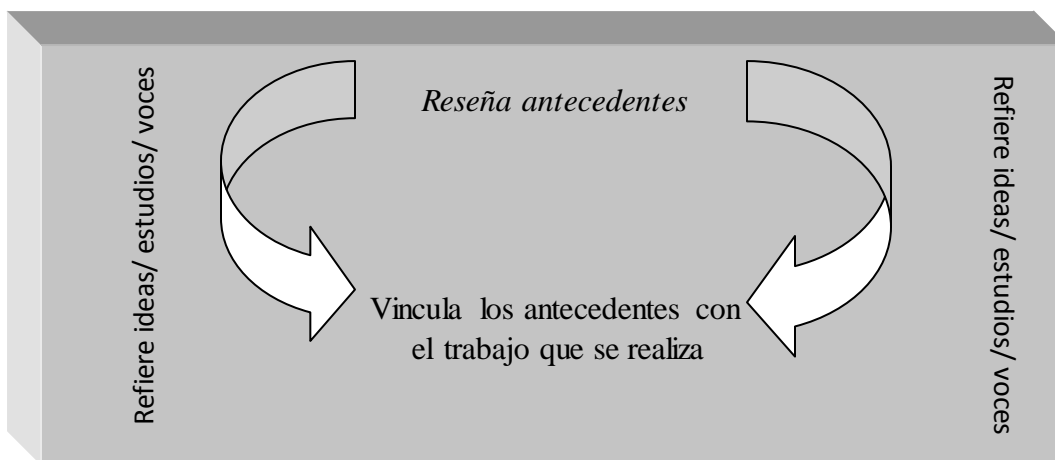 Refiere ideas/ estudios/ voces
Reseña antecedentes
Vincula los antecedentes con
el trabajo que se realiza
Refiere ideas/ estudios/ voces